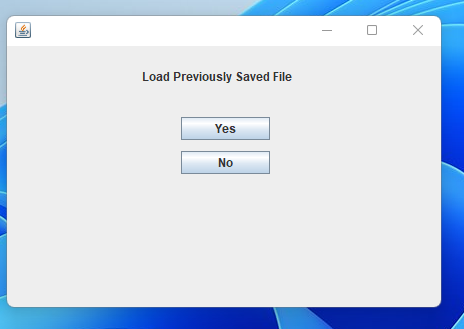 Load Previously Saved File
Yes
No